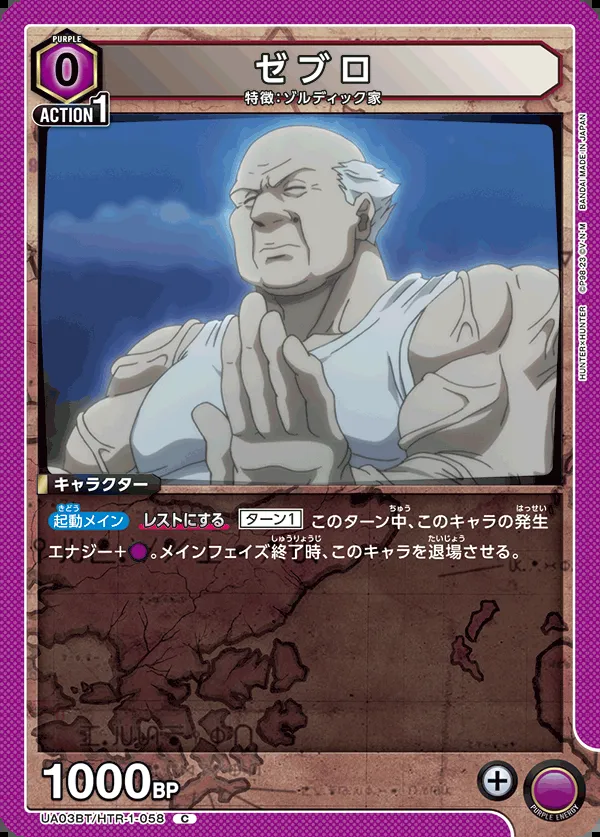 PURPLE
0
ゼブロ
特徴:ゾルディック家
ACTION 1
HUNTER×HUNTER ©P98-23 ©V・N・M BANDAI MADE IN JAPAN
キャラクター
起動メイン レストにする ターン1 このターン中、このキャラの発生
エナジー+●。メインフェイズ終了時、このキャラを退場させる。
1000BP
+
PURPLE ENERGY
UA03BT/HTR-1-058 C